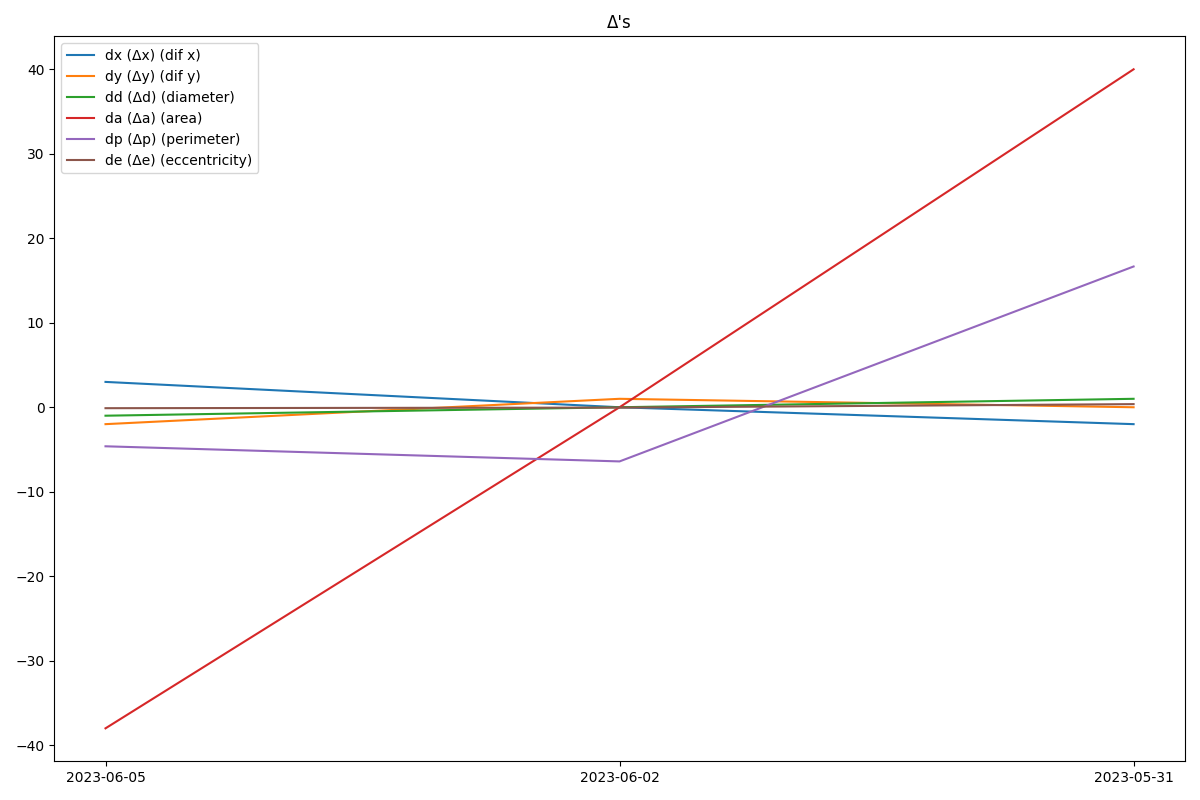 Δ's
dx (Δx) (dif x)
dy (Δy) (dif y)
dd (Δd) (diameter)
da (Δa) (area)
dp (Δp) (perimeter)
de (Δe) (eccentricity)
40
30
20
10
0
−10
−20
−30
−40
2023-06-05 2023-06-02 2023-05-31